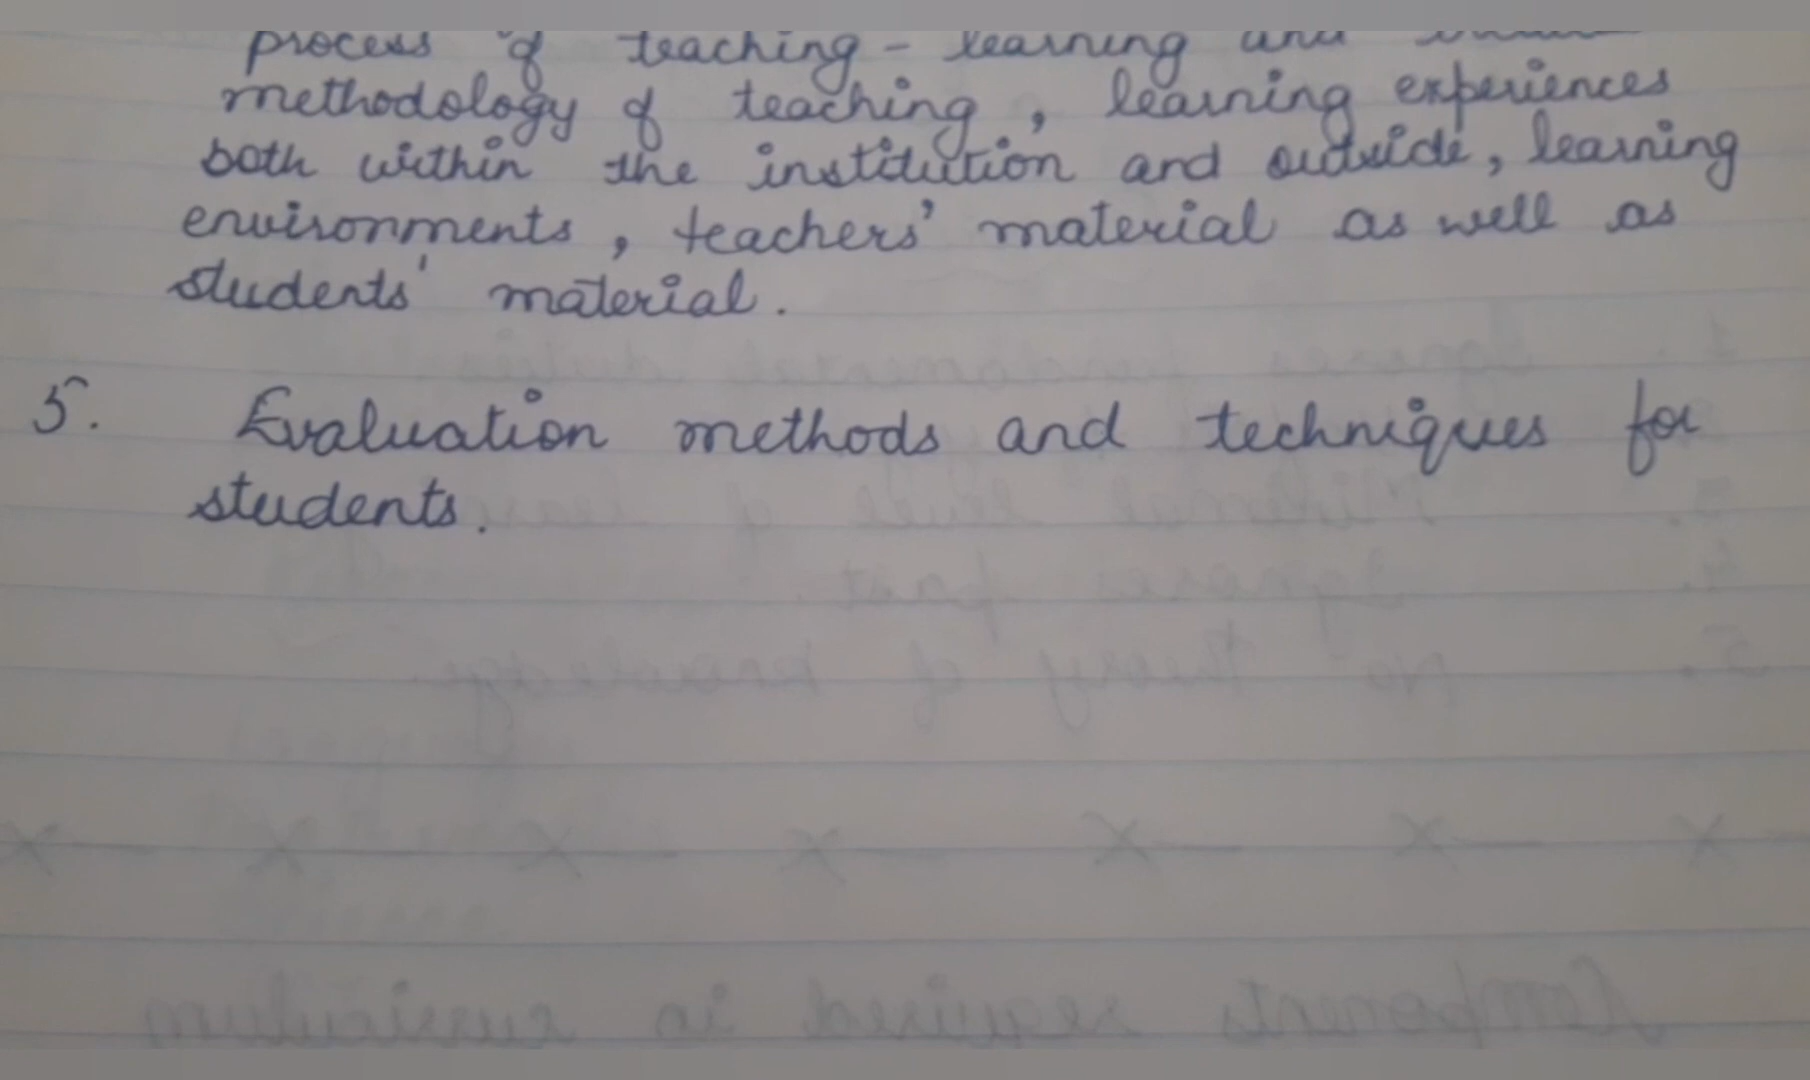 process of teaching - learning and
methodology of teaching , learning experiences
both within the institution and outside, learning
environments , teachers' material as well as
students' material.
5. Evaluation methods and techniques for
students.